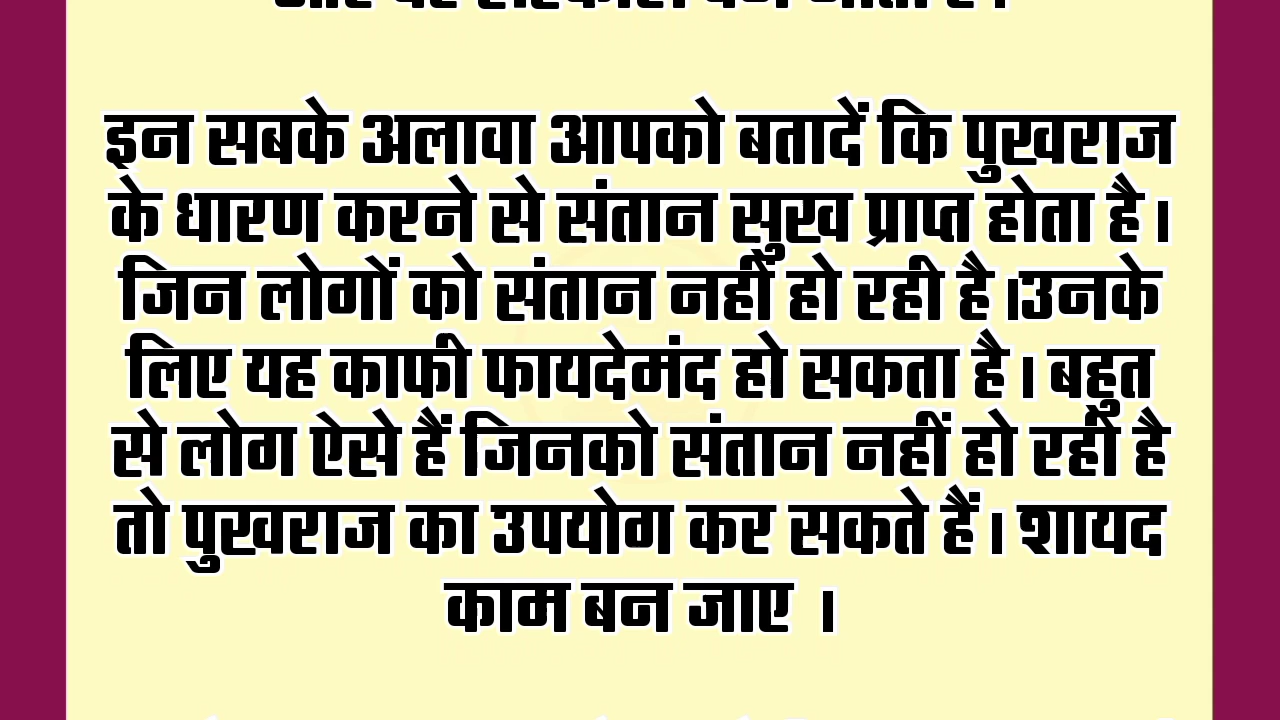 इन सबके अलावा आपको बतादें कि पुखराज
के धारण करने से संतान सुख प्राप्त होता है।
जिन लोगों को संतान नहीं हो रही है।उनके
लिए यह काफी फायदेमंद हो सकता है। बहुत
से लोग ऐसे हैं जिनको संतान नहीं हो रही है
तो पुखराज का उपयोग कर सकते हैं। शायद
काम बन जाए ।